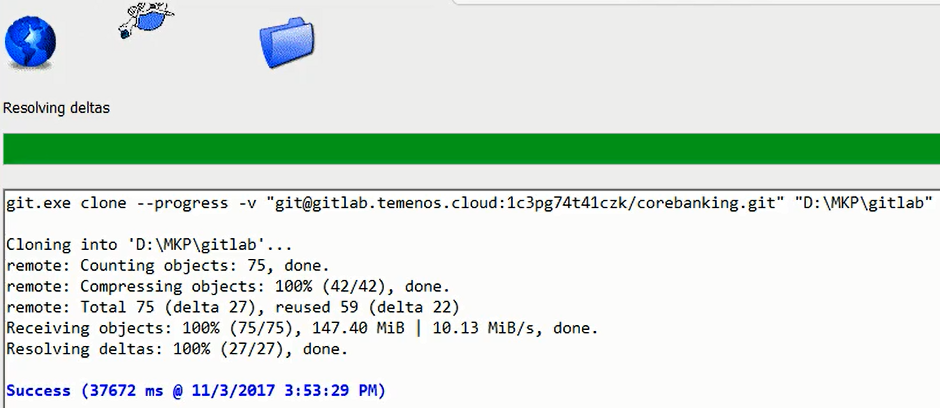 Resolving deltas
git.exe clone --progress -v "git@gitlab.temenos.cloud:1c3pg74t41czk/corebanking.git" "D:\MKP\gitlab"
Cloning into 'D:\MKP\gitlab'...
remote: Counting objects: 75, done.
remote: Compressing objects: 100% (42/42), done.
remote: Total 75 (delta 27), reused 59 (delta 22)
Receiving objects: 100% (75/75), 147.40 MiB | 10.13 MiB/s, done.
Resolving deltas: 100% (27/27), done.
Success (37672 ms @ 11/3/2017 3:53:29 PM)